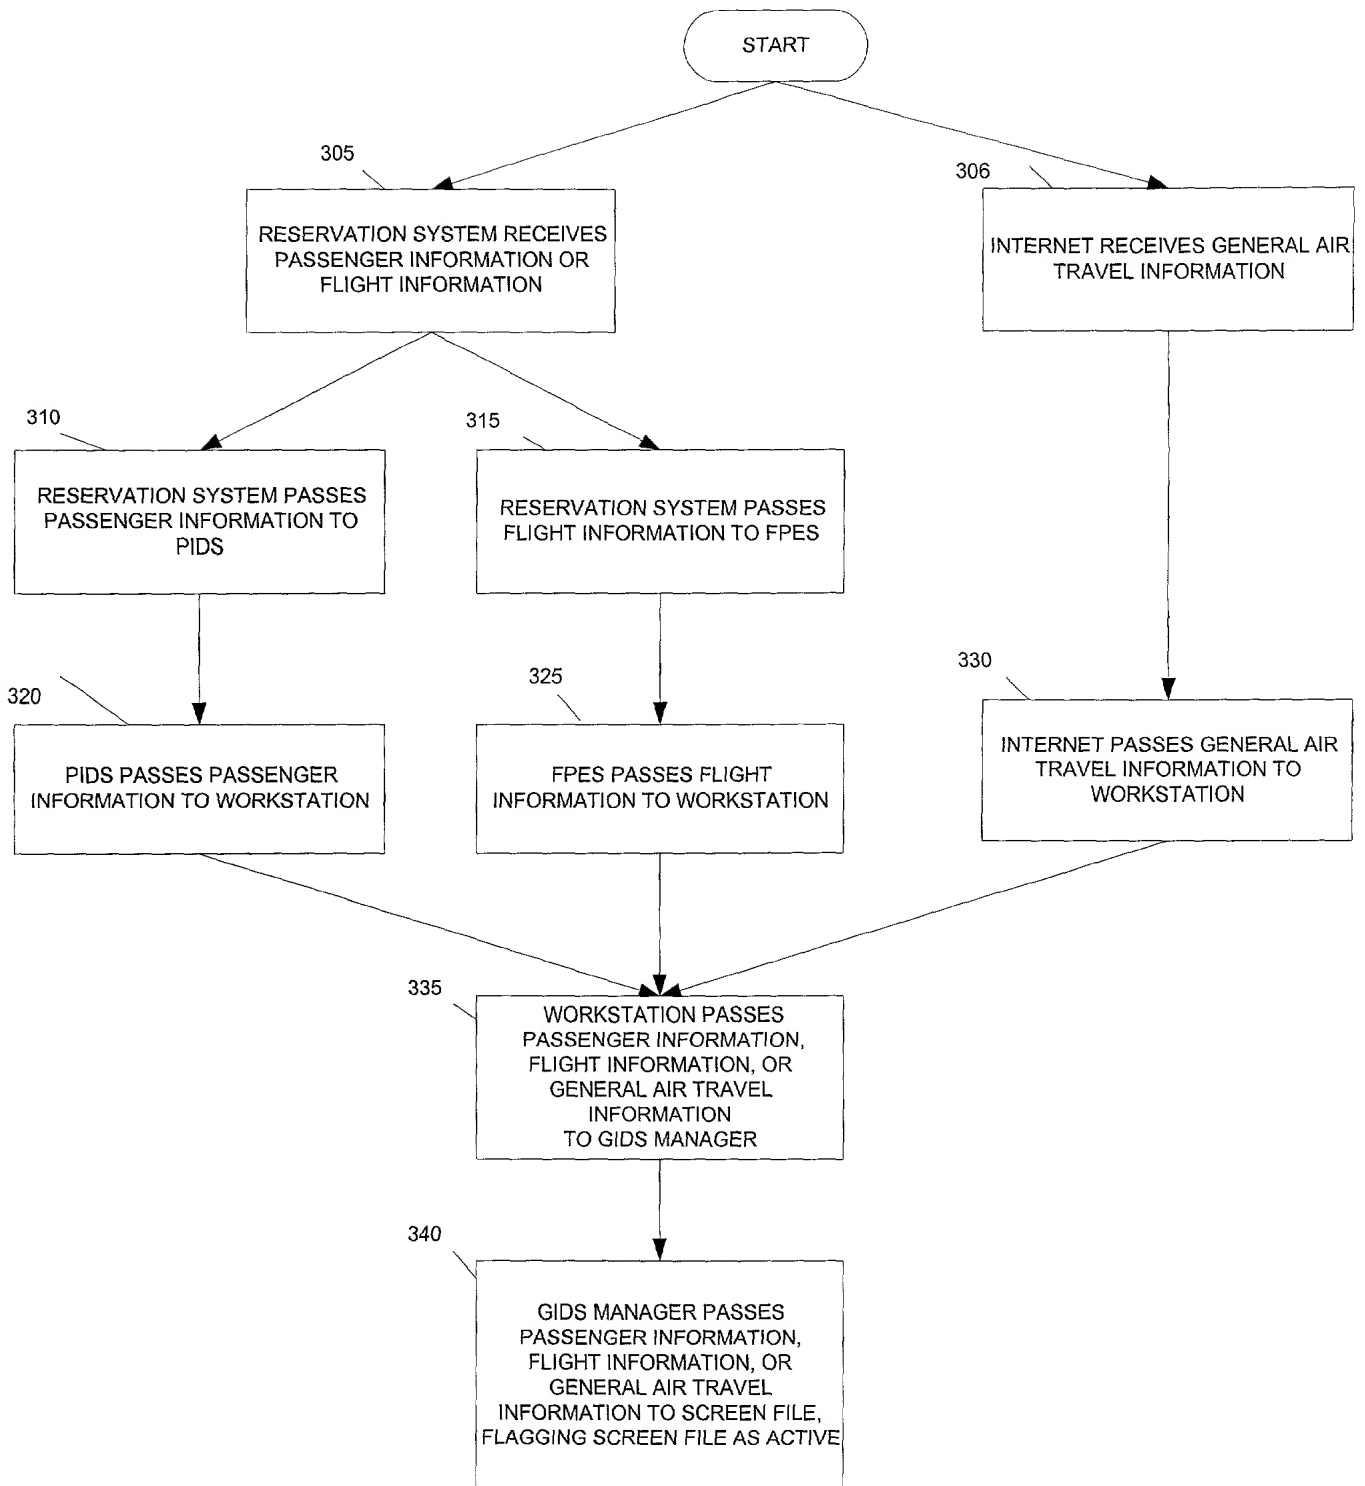 START
305
306
RESERVATION SYSTEM RECEIVES
PASSENGER INFORMATION OR
FLIGHT INFORMATION
INTERNET RECEIVES GENERAL AIR
TRAVEL INFORMATION
310
315
RESERVATION SYSTEM PASSES
PASSENGER INFORMATION TO
PIDS
RESERVATION SYSTEM PASSES
FLIGHT INFORMATION TO FPES
320
325
330
PIDS PASSES PASSENGER
INFORMATION TO WORKSTATION
FPES PASSES FLIGHT
INFORMATION TO WORKSTATION
INTERNET PASSES GENERAL AIR
TRAVEL INFORMATION TO
WORKSTATION
335
WORKSTATION PASSES
PASSENGER INFORMATION,
FLIGHT INFORMATION, OR
GENERAL AIR TRAVEL
INFORMATION
TO GIDS MANAGER
340
GIDS MANAGER PASSES
PASSENGER INFORMATION,
FLIGHT INFORMATION, OR
GENERAL AIR TRAVEL
INFORMATION TO SCREEN FILE,
FLAGGING SCREEN FILE AS ACTIVE